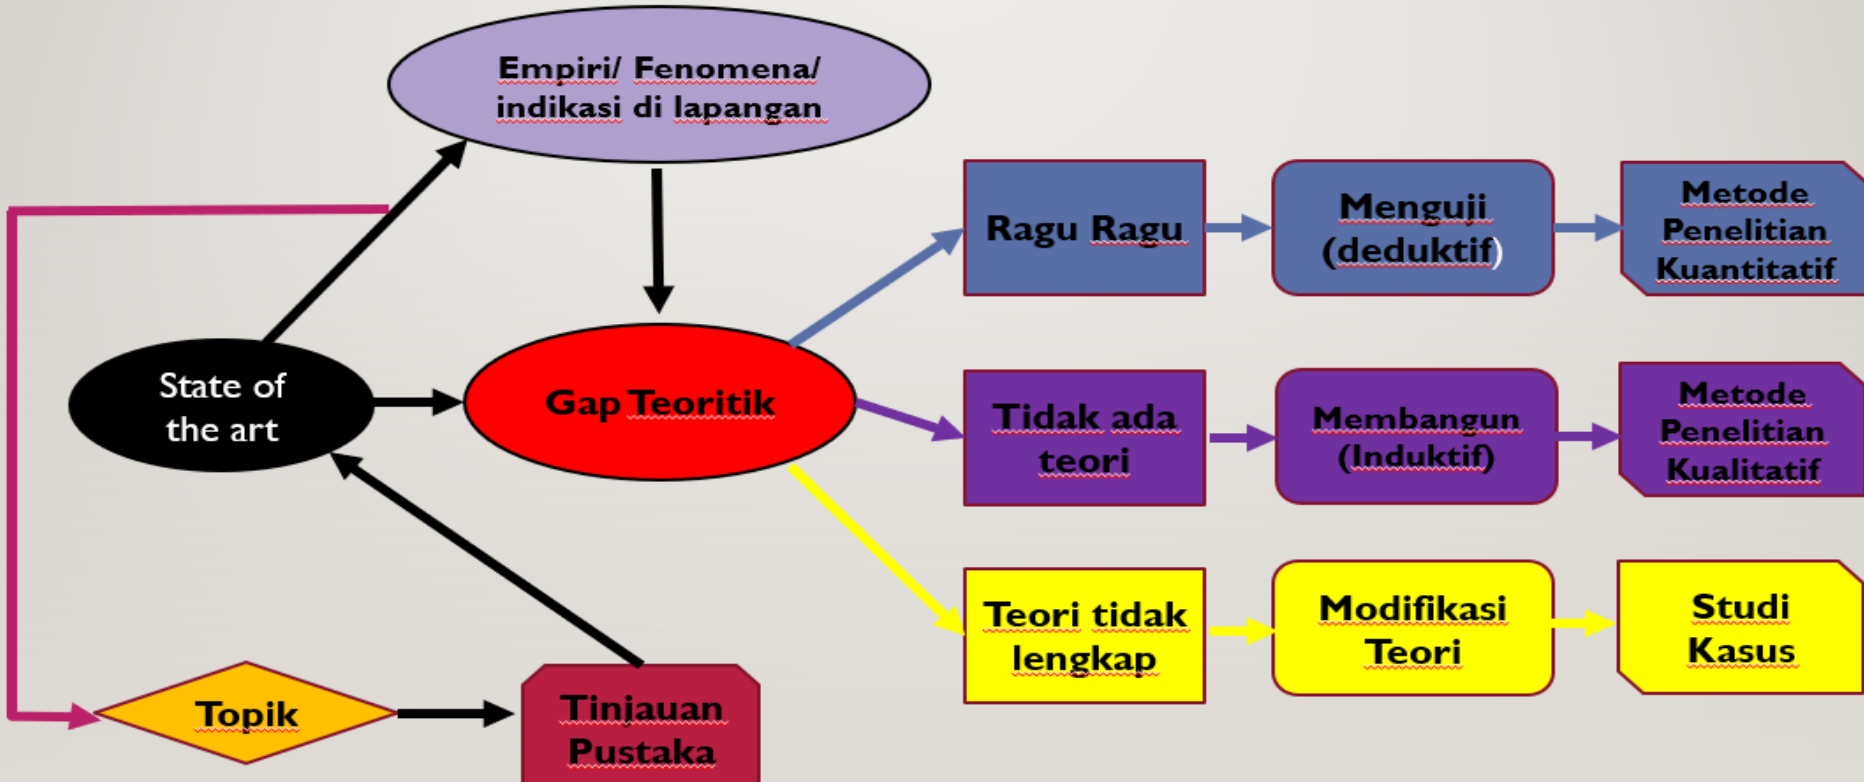 Empiri/ Fenomena/
indikasi di lapangan
Ragu Ragu
Menguji
(deduktif)
Metode
Penelitian
Kuantitatif
State of
the art
Gap Teoritik
Tidak ada
teori
Membangun
(Induktif)
Metode
Penelitian
Kualitatif
Teori tidak
lengkap
Modifikasi
Teori
Studi
Kasus
Topik
Tinjauan
Pustaka